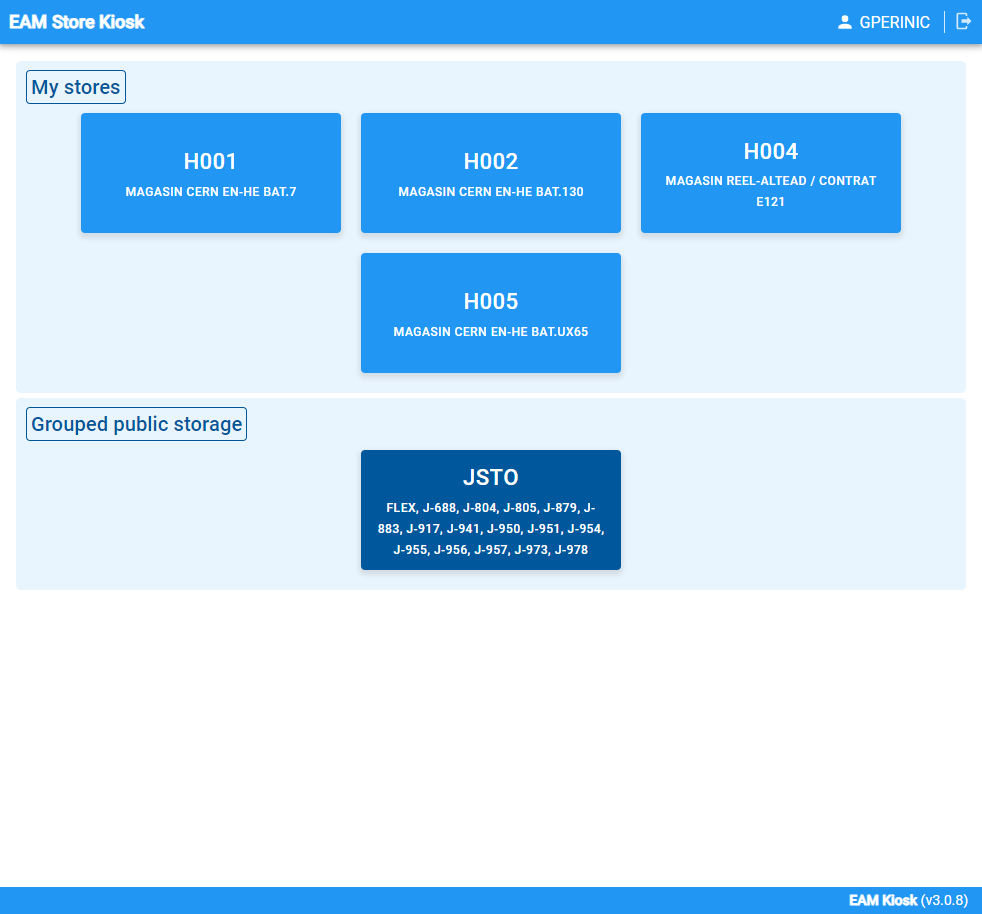 EAM Store Kiosk
GPERINIC
My stores
H001
MAGASIN CERN EN-HE BAT.7
H002
MAGASIN CERN EN-HE BAT.130
H004
MAGASIN REEL-ALTEAD / CONTRAT
E121
H005
MAGASIN CERN EN-HE BAT.UX65
Grouped public storage
JSTO
FLEX, J-688, J-804, J-805, J-879, J-
883, J-917, J-941, J-950, J-951, J-954,
J-955, J-956, J-957, J-973, J-978
EAM Kiosk (v3.0.8)